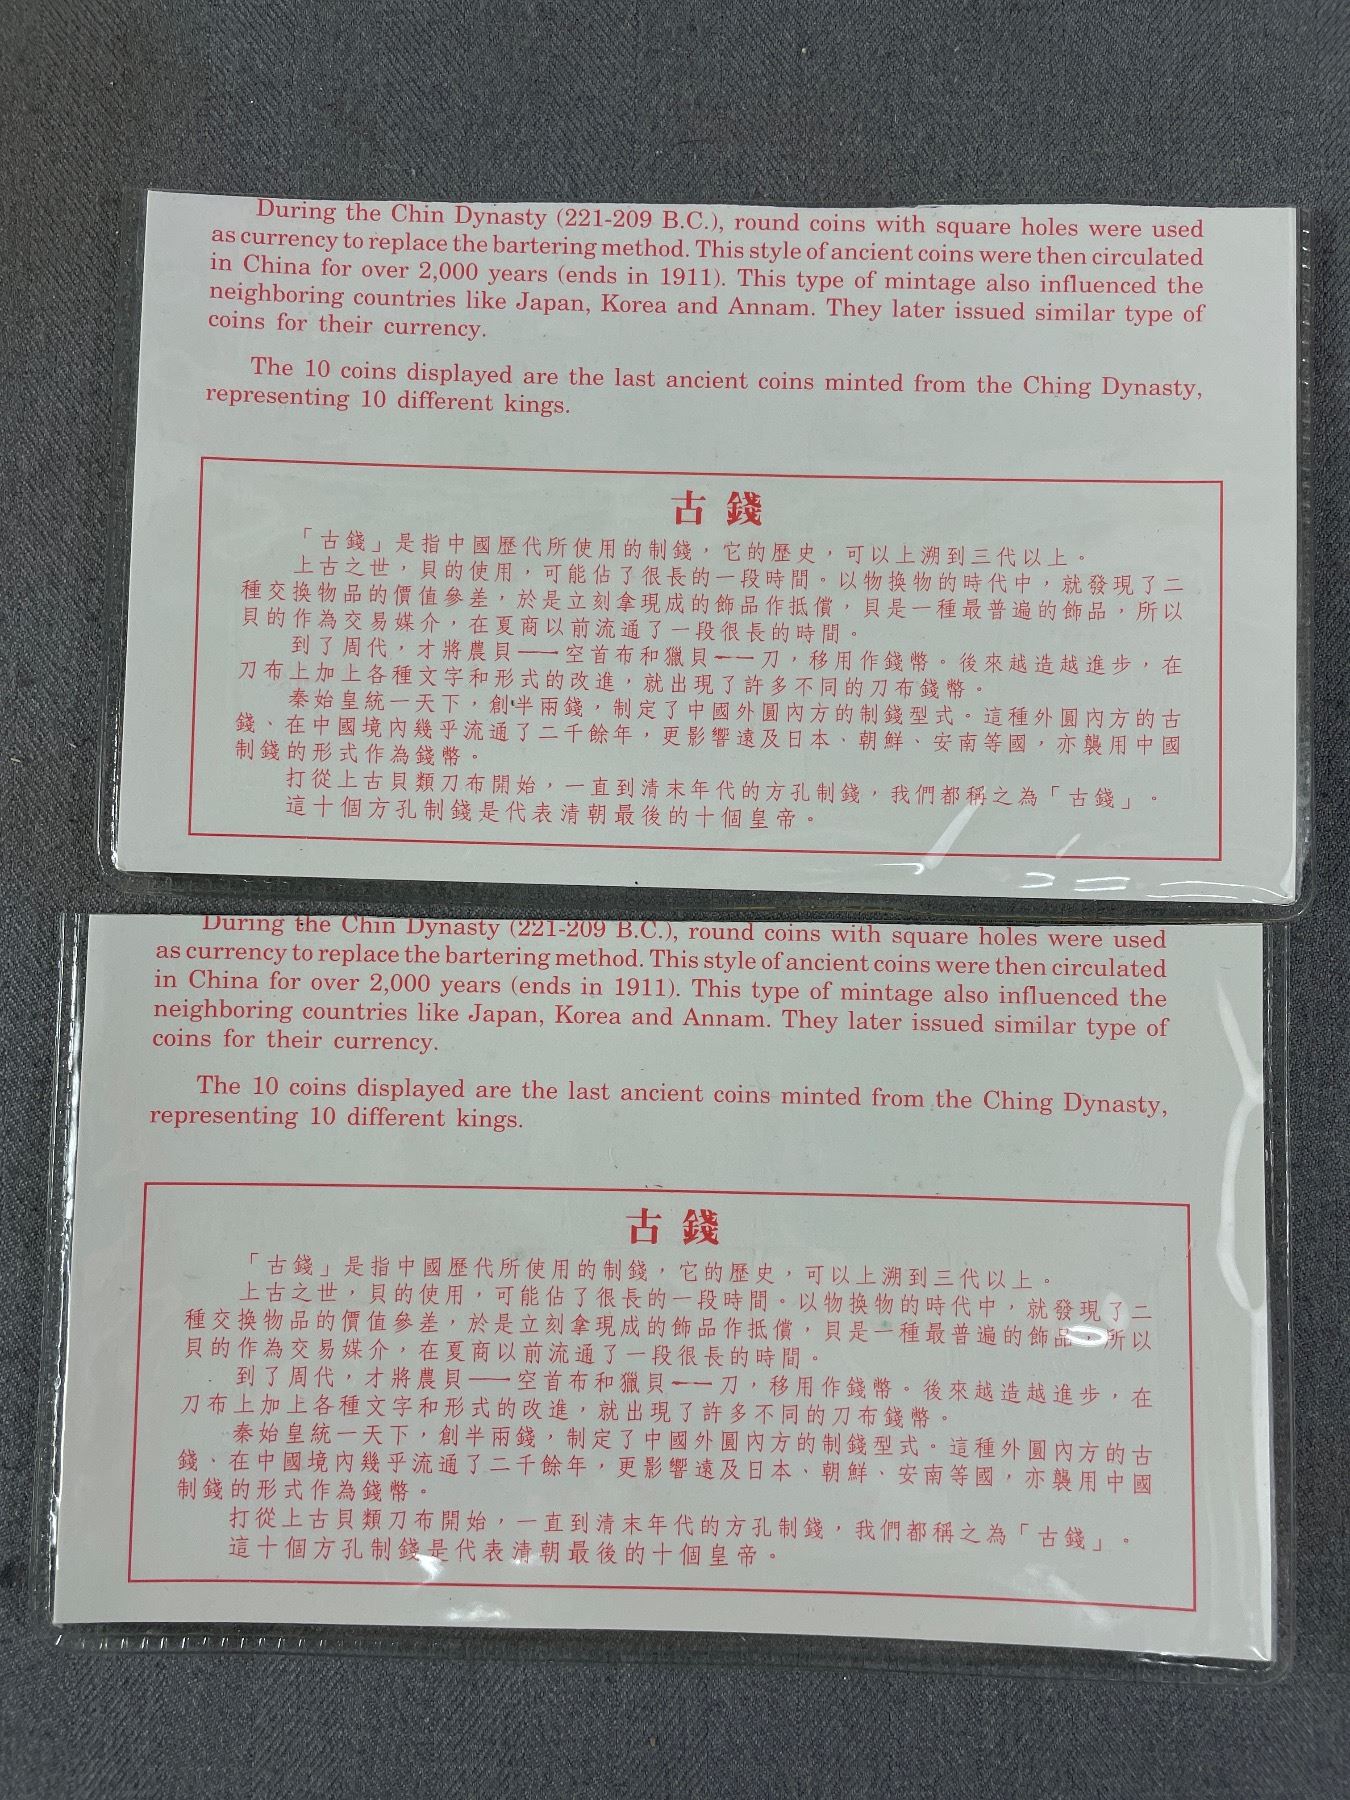 During the Chin Dynasty (221-209 B.C.), round coins with square holes were used
as currency to replace the bartering method. This style of ancient coins were then circulated
in China for over 2,000 years (ends in 1911). This type of mintage also influenced the
neighboring countries like Japan, Korea and Annam. They later issued similar type of
coins for their currency.
The 10 coins displayed are the last ancient coins minted from the Ching Dynasty,
representing 10 different kings.
古錢
「古錢」是指中國歷代所使用的制錢，它的歷史，可以上溯到三代以上。
上古之世，貝的使用，可能佔了很長的一段時間。以物換物的時代中，就發現了二
種交換物品的價值參差，於是立刻拿現成的飾品作抵償，貝是一種最普遍的飾品，所以
貝的作為交易媒介，在夏商以前流通了一段很長的時間。
到了周代，才將農貝——空首布和獵貝——刀，移用作錢幣。後來越造越進步，在
刀布上加上各種文字和形式的改進，就出現了許多不同的刀布錢幣。
秦始皇統一天下，創半兩錢，制定了中國外圓內方的制錢型式。這種外圓內方的古
錢、在中國境內幾乎流通了二千餘年，更影響遠及日本、朝鮮、安南等國，亦襲用中國
制錢的形式作為錢幣。
打從上古貝類刀布開始，一直到清末年代的方孔制錢，我們都稱之為「古錢」。
這十個方孔制錢是代表清朝最後的十個皇帝。
During the Chin Dynasty (221-209 B.C.), round coins with square holes were used
as currency to replace the bartering method. This style of ancient coins were then circulated
in China for over 2,000 years (ends in 1911). This type of mintage also influenced the
neighboring countries like Japan, Korea and Annam. They later issued similar type of
coins for their currency.
The 10 coins displayed are the last ancient coins minted from the Ching Dynasty,
representing 10 different kings.
古錢
「古錢」是指中國歷代所使用的制錢，它的歷史，可以上溯到三代以上。
上古之世，貝的使用，可能佔了很長的一段時間。以物換物的時代中，就發現了二
種交換物品的價值參差，於是立刻拿現成的飾品作抵償，貝是一種最普遍的飾品，所以
貝的作為交易媒介，在夏商以前流通了一段很長的時間。
到了周代，才將農貝——空首布和獵貝——刀，移用作錢幣。後來越造越進步，在
刀布上加上各種文字和形式的改進，就出現了許多不同的刀布錢幣。
秦始皇統一天下，創半兩錢，制定了中國外圓內方的制錢型式。這種外圓內方的古
錢、在中國境內幾乎流通了二千餘年，更影響遠及日本、朝鮮、安南等國，亦襲用中國
制錢的形式作為錢幣。
打從上古貝類刀布開始，一直到清末年代的方孔制錢，我們都稱之為「古錢」。
這十個方孔制錢是代表清朝最後的十個皇帝。